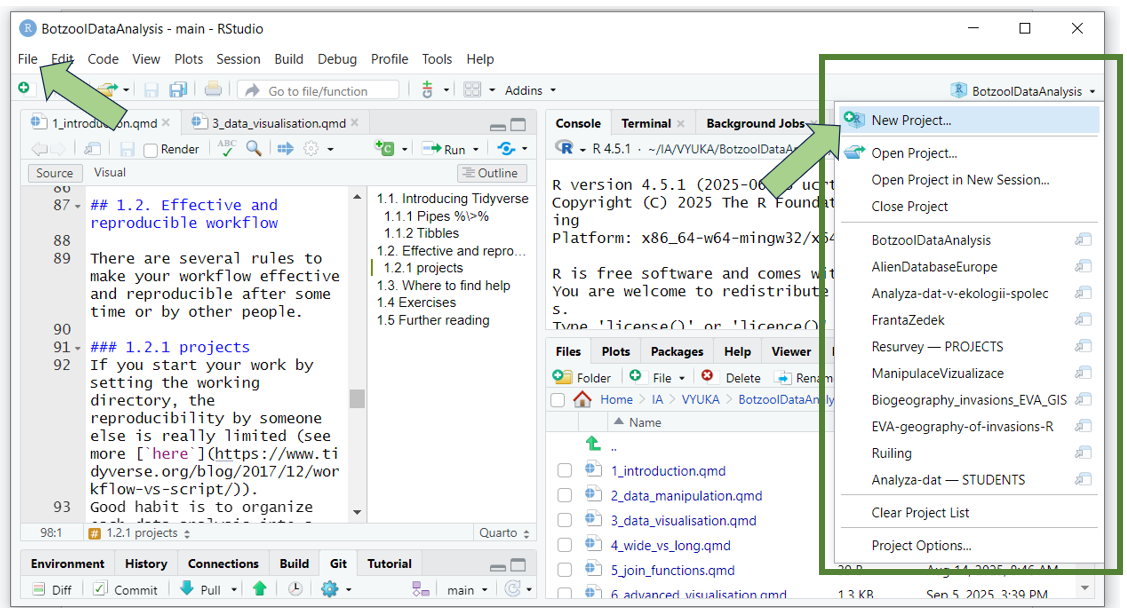 BotzoolDataAnalysis - main - RStudio
File Edit Code View Plots Session Build Debug Profile Tools Help
Go to file/function
Addins
BotzoolDataAnalysis
1_introduction.qmd
3_data_visualisation.qmd
Render
ABC
Run
Source Visual
Outline
86
87 ## 1.2. Effective and
reproducible workflow
88
89 There are several rules to
make your workflow effective
and reproducible after some
time or by other people.
90
91 ### 1.2.1 projects
92 If you start your work by
setting the working
directory, the
reproducibility by someone
else is really limited (see
more [`here`](https://www.ti
dyverse.org/blog/2017/12/wor
kflow-vs-script/)).
93 Good habit is to organize
each data analysis into a
98:1 # 1.2.1 projects Quarto
1.1. Introducing Tidyverse
1.1.1 Pipes %\>%
1.1.2 Tibbles
1.2. Effective and repro…
1.2.1 projects
1.3. Where to find help
1.4 Exercises
1.5 Further reading
Environment History Connections Build Git Tutorial
Diff Commit Pull main
Console Terminal Background Jobs
R 4.5.1 · ~/IA/VYUKA/BotzoolDataAn
R version 4.5.1 (2025-06 ucrt
Copyright (C) 2025 The R Foundat
ing
Platform: x86_64-w64-mingw32/x64
R is free software and comes wit
You are welcome to redistribute
s.
Type 'license()' or 'licence()'
Files Plots Packages Help Viewer
Folder File Delete Renam
Home IA VYUKA BotzoolDataAnaly
Name
..
1_introduction.qmd
2_data_manipulation.qmd
3_data_visualisation.qmd
4_wide_vs_long.qmd
5_join_functions.qmd
6_advanced_visualisation.qmd 1.3 KB Sep 5, 2025, 3:39 PM
New Project...
Open Project...
Open Project in New Session...
Close Project
BotzoolDataAnalysis
AlienDatabaseEurope
Analyza-dat-v-ekologii-spolec
FrantaZedek
Resurvey — PROJECTS
ManipulaceVizualizace
Biogeography_invasions_EVA_GIS
EVA-geography-of-invasions-R
Ruiling
Analyza-dat — STUDENTS
Clear Project List
Project Options...